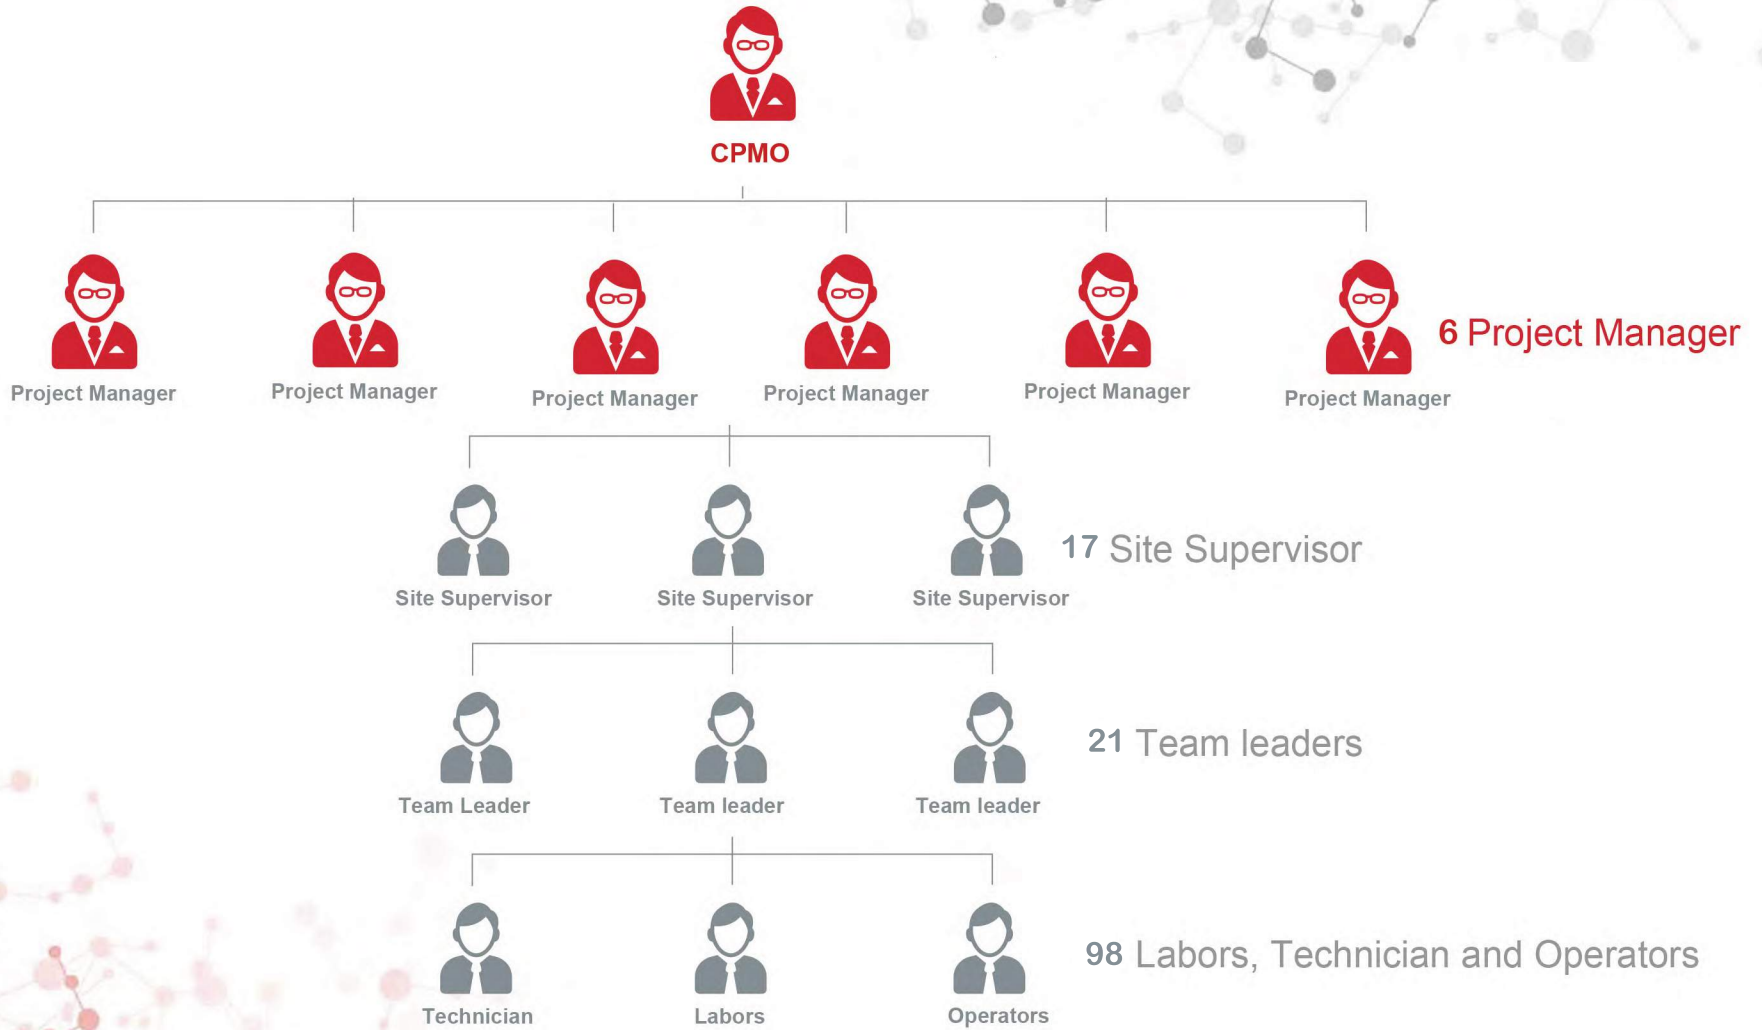 CPMO
Project Manager
Project Manager
Project Manager
Project Manager
Project Manager
Project Manager
6 Project Manager
Site Supervisor
Site Supervisor
Site Supervisor
17 Site Supervisor
Team Leader
Team leader
Team leader
21 Team leaders
Technician
Labors
Operators
98 Labors, Technician and Operators